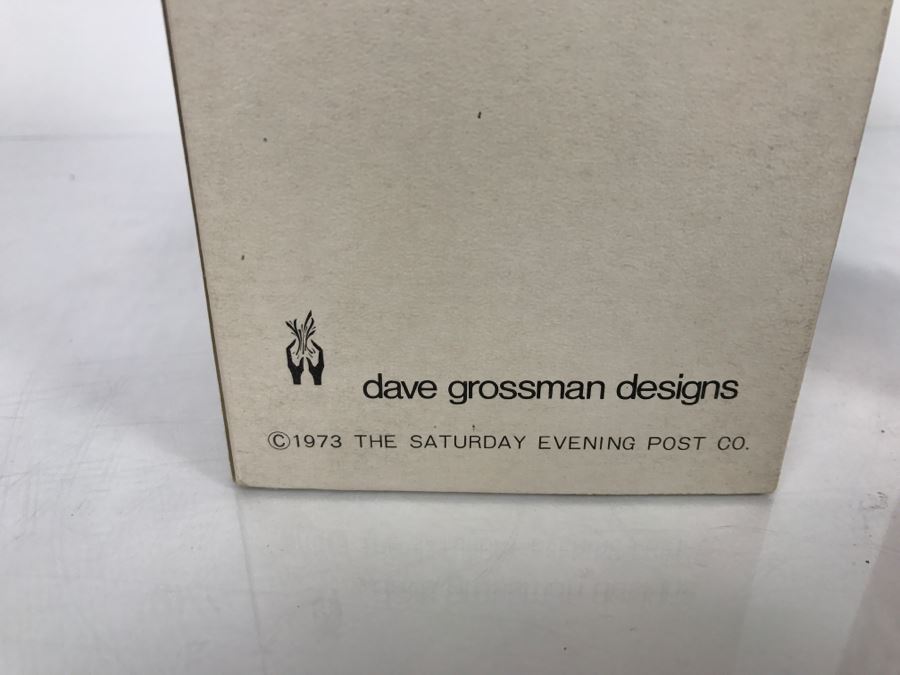 dave grossman designs
©1973 THE SATURDAY EVENING POST CO.